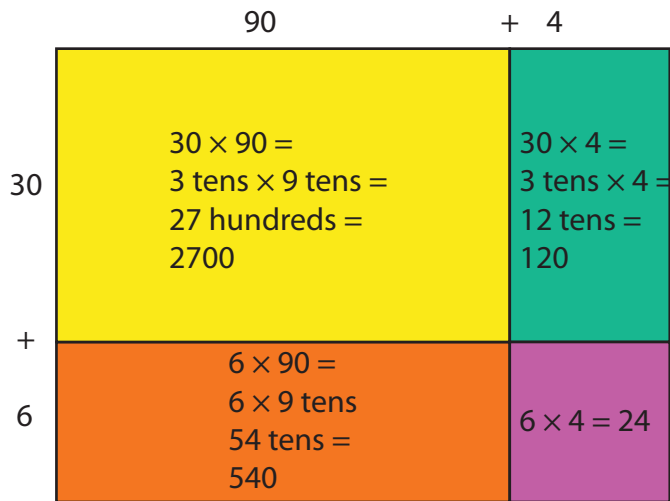 90 + 4
30
30 × 90 =
3 tens × 9 tens =
27 hundreds =
2700
30 × 4 =
3 tens × 4 =
12 tens =
120
+
6
6 × 90 =
6 × 9 tens
54 tens =
540
6 × 4 = 24